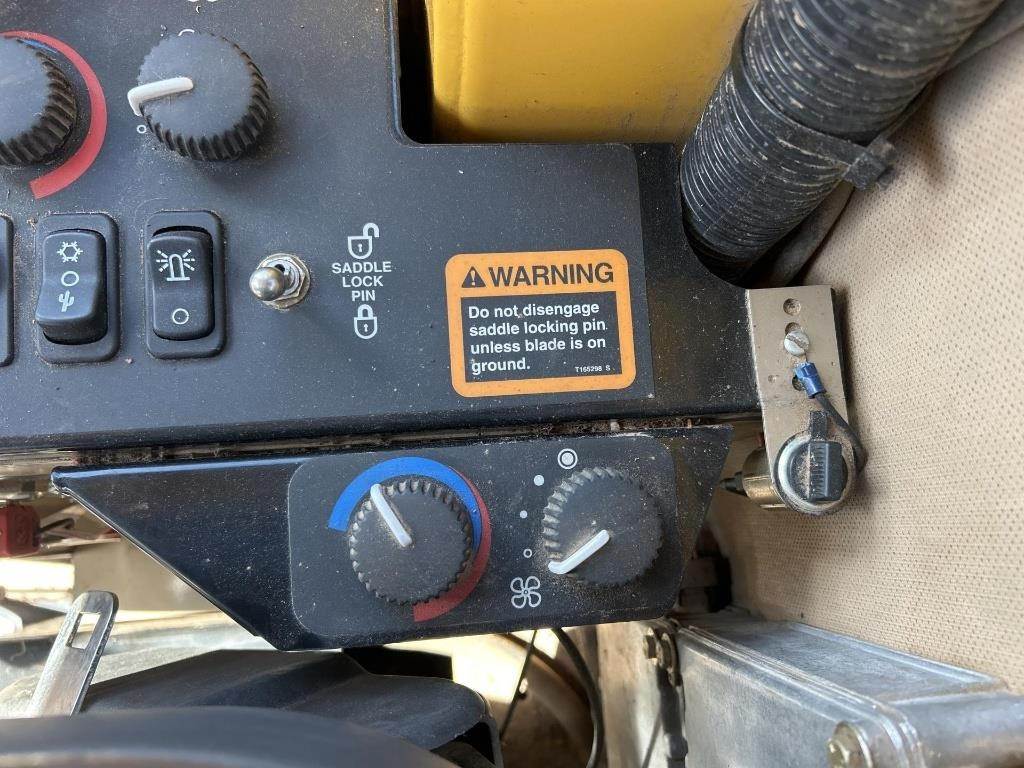 SADDLE
LOCK
PIN
WARNING
Do not disengage
saddle locking pin
unless blade is on
ground.
T165298 S